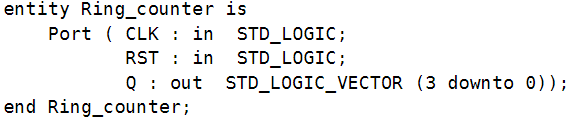 entity Ring_counter is
    Port ( CLK : in  STD_LOGIC;
           RST : in  STD_LOGIC;
           Q : out  STD_LOGIC_VECTOR (3 downto 0));
end Ring_counter;